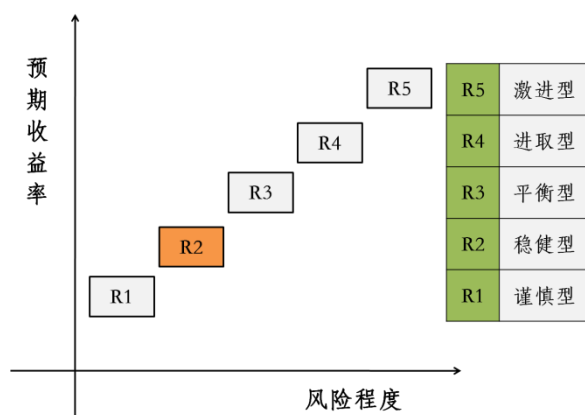 预期收益率
R5
R4
R3
R2
R1
风险程度
R5 激进型
R4 进取型
R3 平衡型
R2 稳健型
R1 谨慎型